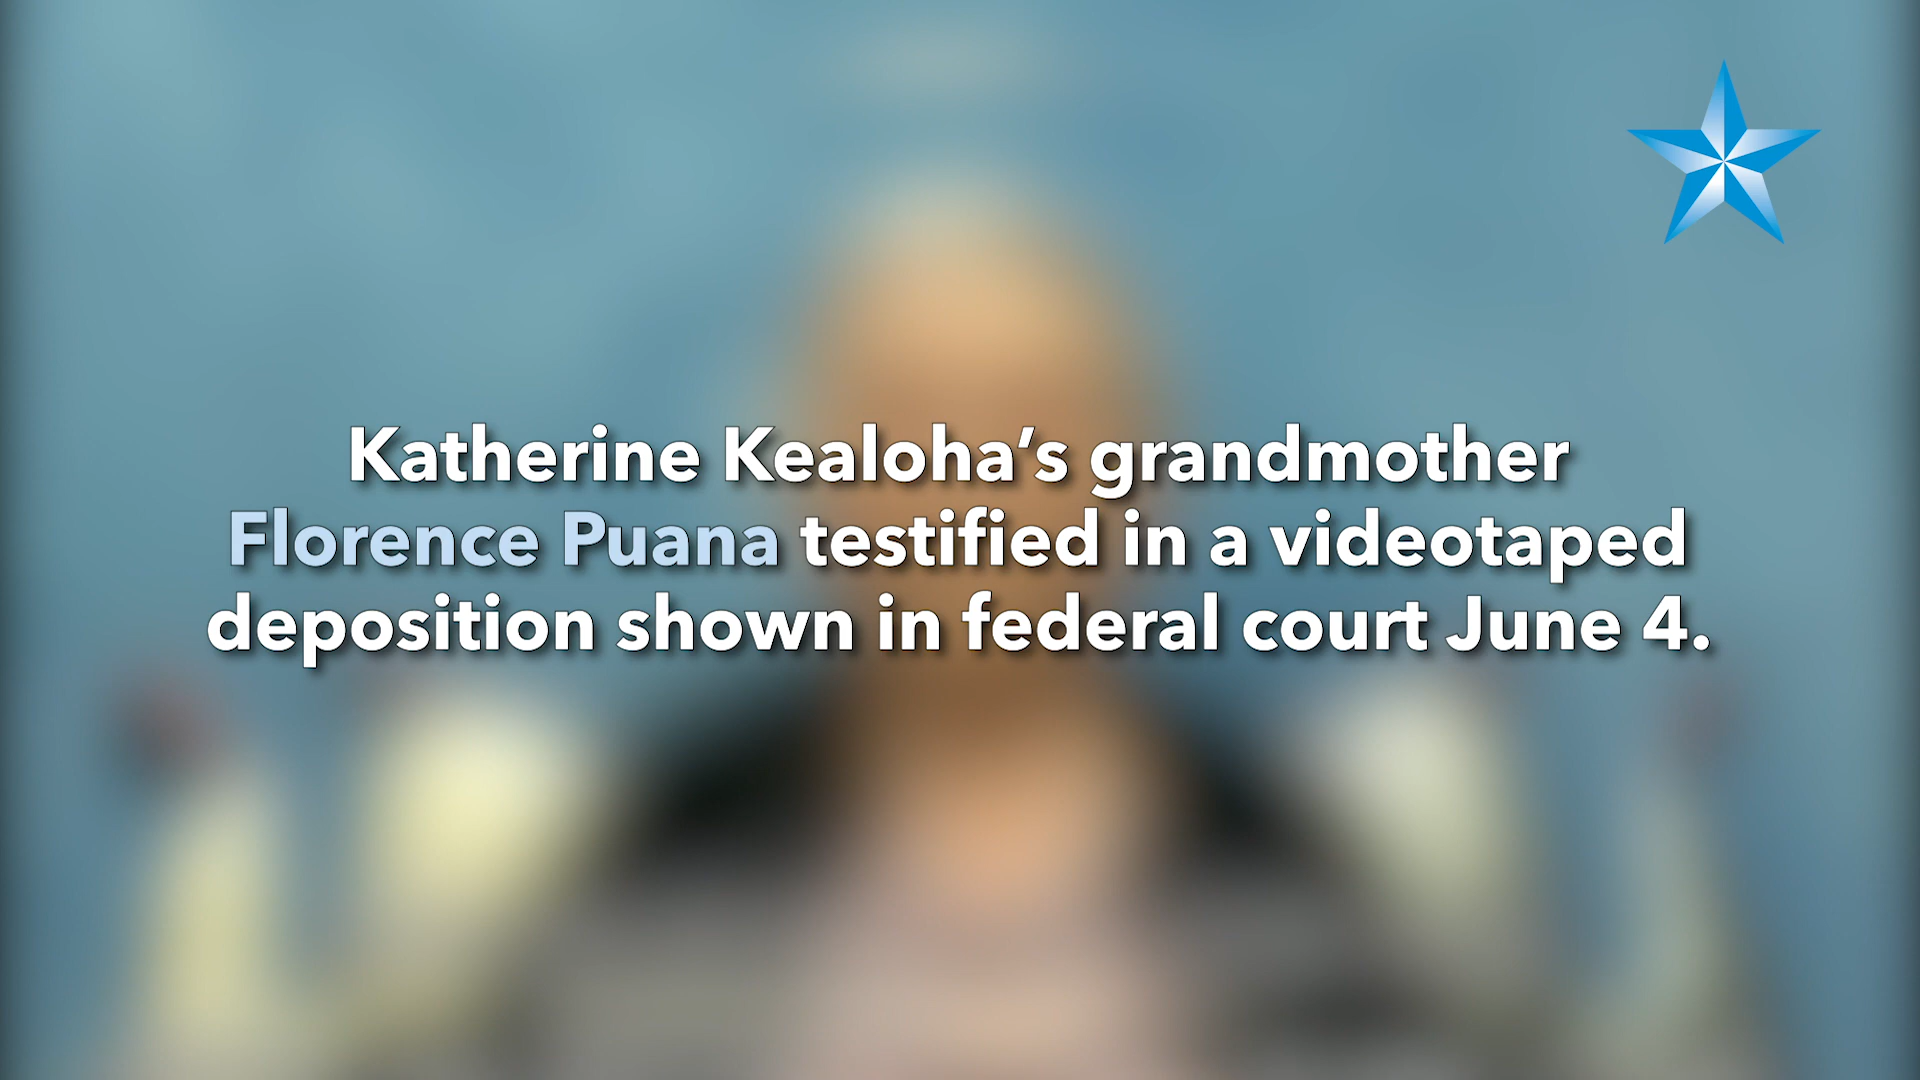 Katherine Kealoha’s grandmother
Florence Puana testified in a videotaped
deposition shown in federal court June 4.